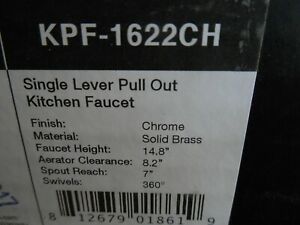 KPF-1622CH
Single Lever Pull Out
Kitchen Faucet
Finish: Chrome
Material: Solid Brass
Faucet Height: 14.8"
Aerator Clearance: 8.2"
Spout Reach: 7"
Swivels: 360°
8 12679 01861 9